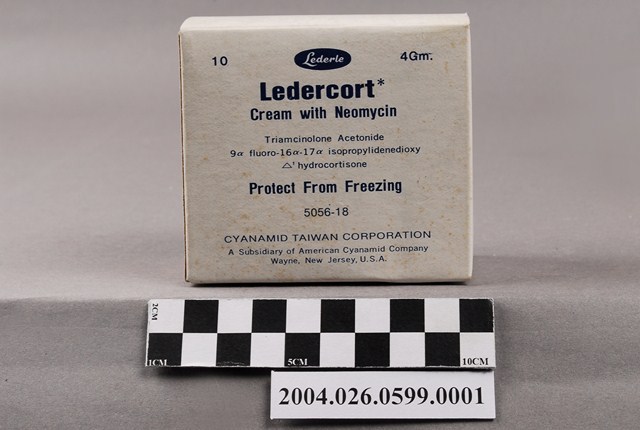 10 Lederle 4Gm.
Ledercort*
Cream with Neomycin
Triamcinolone Acetonide
9α fluoro-16α-17α isopropylidenedioxy
△¹ hydrocortisone
Protect From Freezing
5056-18
CYANAMID TAIWAN CORPORATION
A Subsidiary of American Cyanamid Company
Wayne, New Jersey, U.S.A.
2CM
1CM 5CM 10CM
2004.026.0599.0001